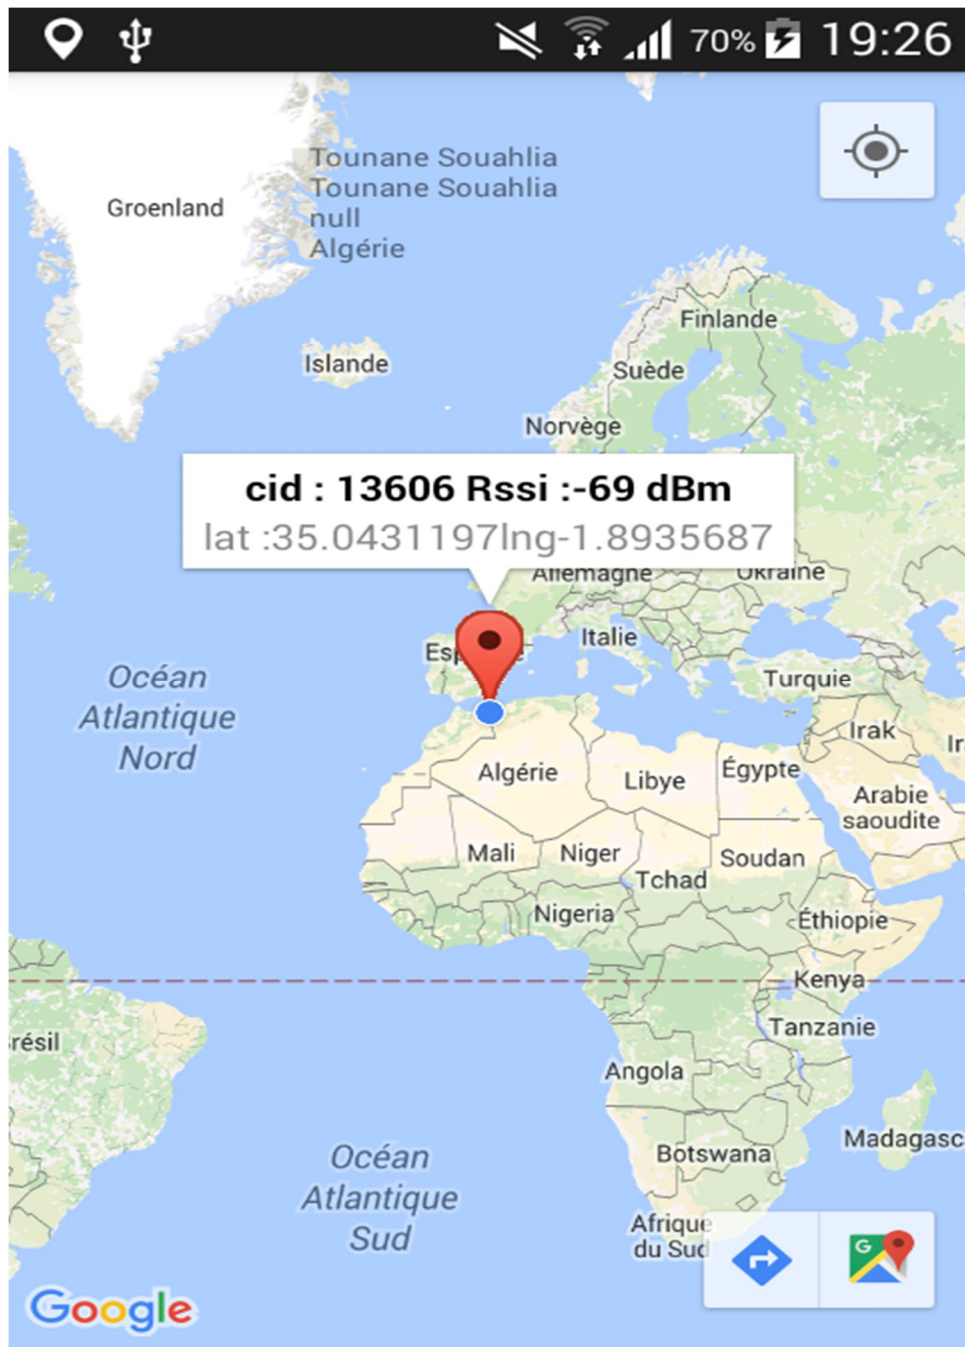 70% 19:26
Tounane Souahlia
Tounane Souahlia
null
Algérie
Groenland
Finlande
Islande
Suède
Norvège
cid : 13606 Rssi :-69 dBm
lat :35.0431197lng-1.8935687
Allemagne
Ukraine
Italie
Océan
Atlantique
Nord
Turquie
Irak
Algérie
Libye
Égypte
Arabie
saoudite
Mali
Niger
Soudan
Tchad
Nigeria
Éthiopie
Kenya
Tanzanie
résil
Angola
Madagasc
Botswana
Océan
Atlantique
Sud
Afrique
du Sud
G
Google